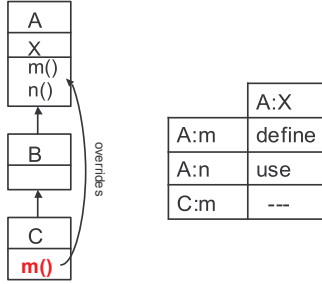 A
X
m()
n()
B
C
m()
overrides
A:X
A:m define
A:n use
C:m ---